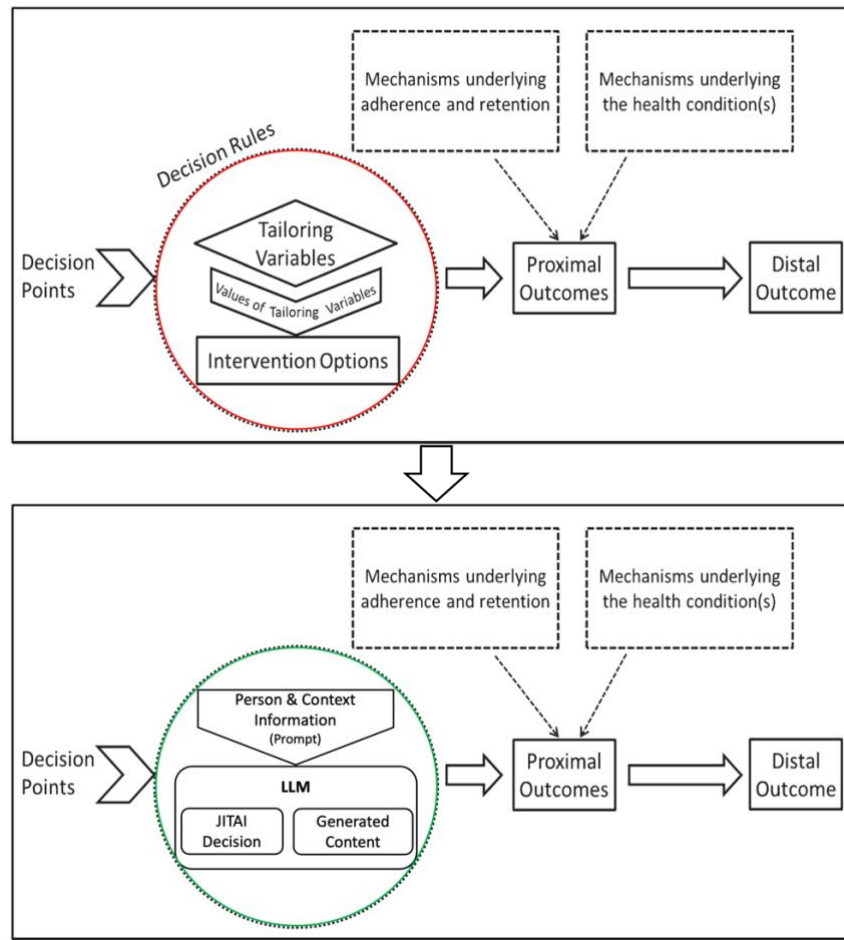 Mechanisms underlying
adherence and retention
Mechanisms underlying
the health condition(s)
Decision Rules
Decision
Points
Tailoring
Variables
Values of Tailoring Variables
Intervention Options
Proximal
Outcomes
Distal
Outcome
Mechanisms underlying
adherence and retention
Mechanisms underlying
the health condition(s)
Decision
Points
Person & Context
Information
(Prompt)
LLM
JITAI
Decision
Generated
Content
Proximal
Outcomes
Distal
Outcome